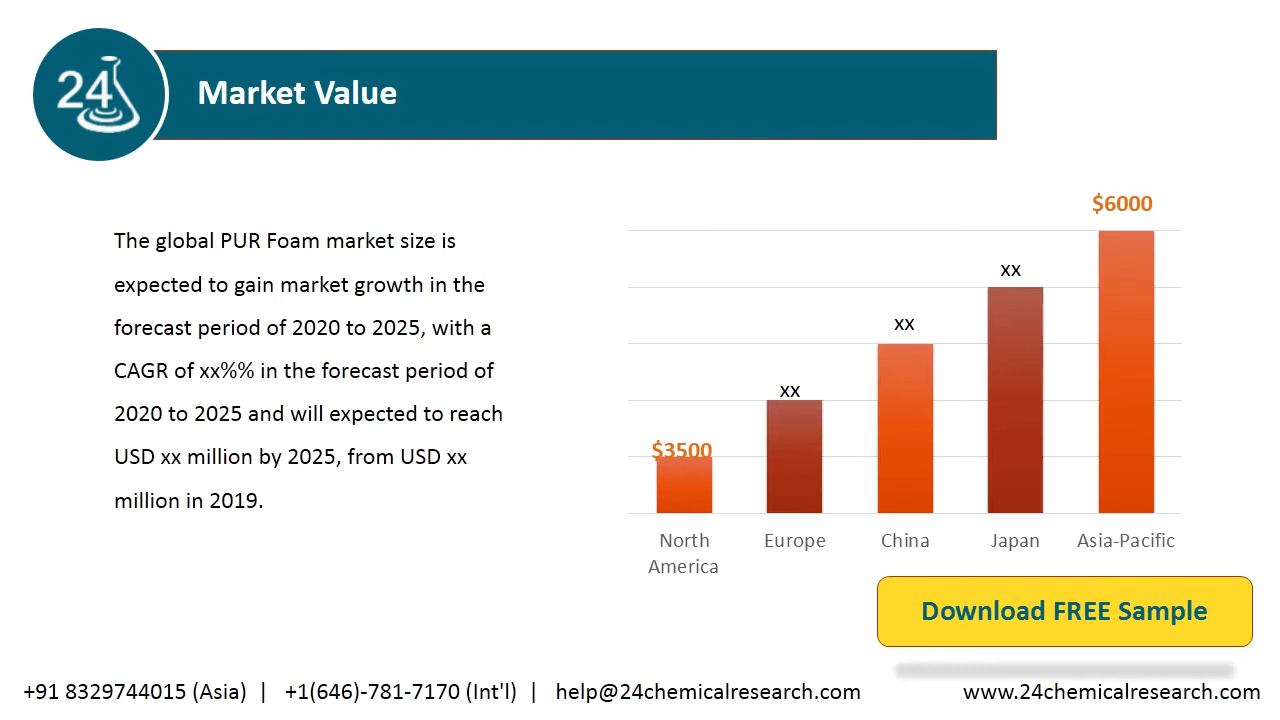 24
Market Value
The global PUR Foam market size is
expected to gain market growth in the
forecast period of 2020 to 2025, with a
CAGR of xx%% in the forecast period of
2020 to 2025 and will expected to reach
USD xx million by 2025, from USD xx
million in 2019.
$6000
xx
xx
xx
$3500
North
America
Europe
China
Japan
Asia-Pacific
Download FREE Sample
+91 8329744015 (Asia) | +1(646)-781-7170 (Int'l) | help@24chemicalresearch.com
www.24chemicalresearch.com